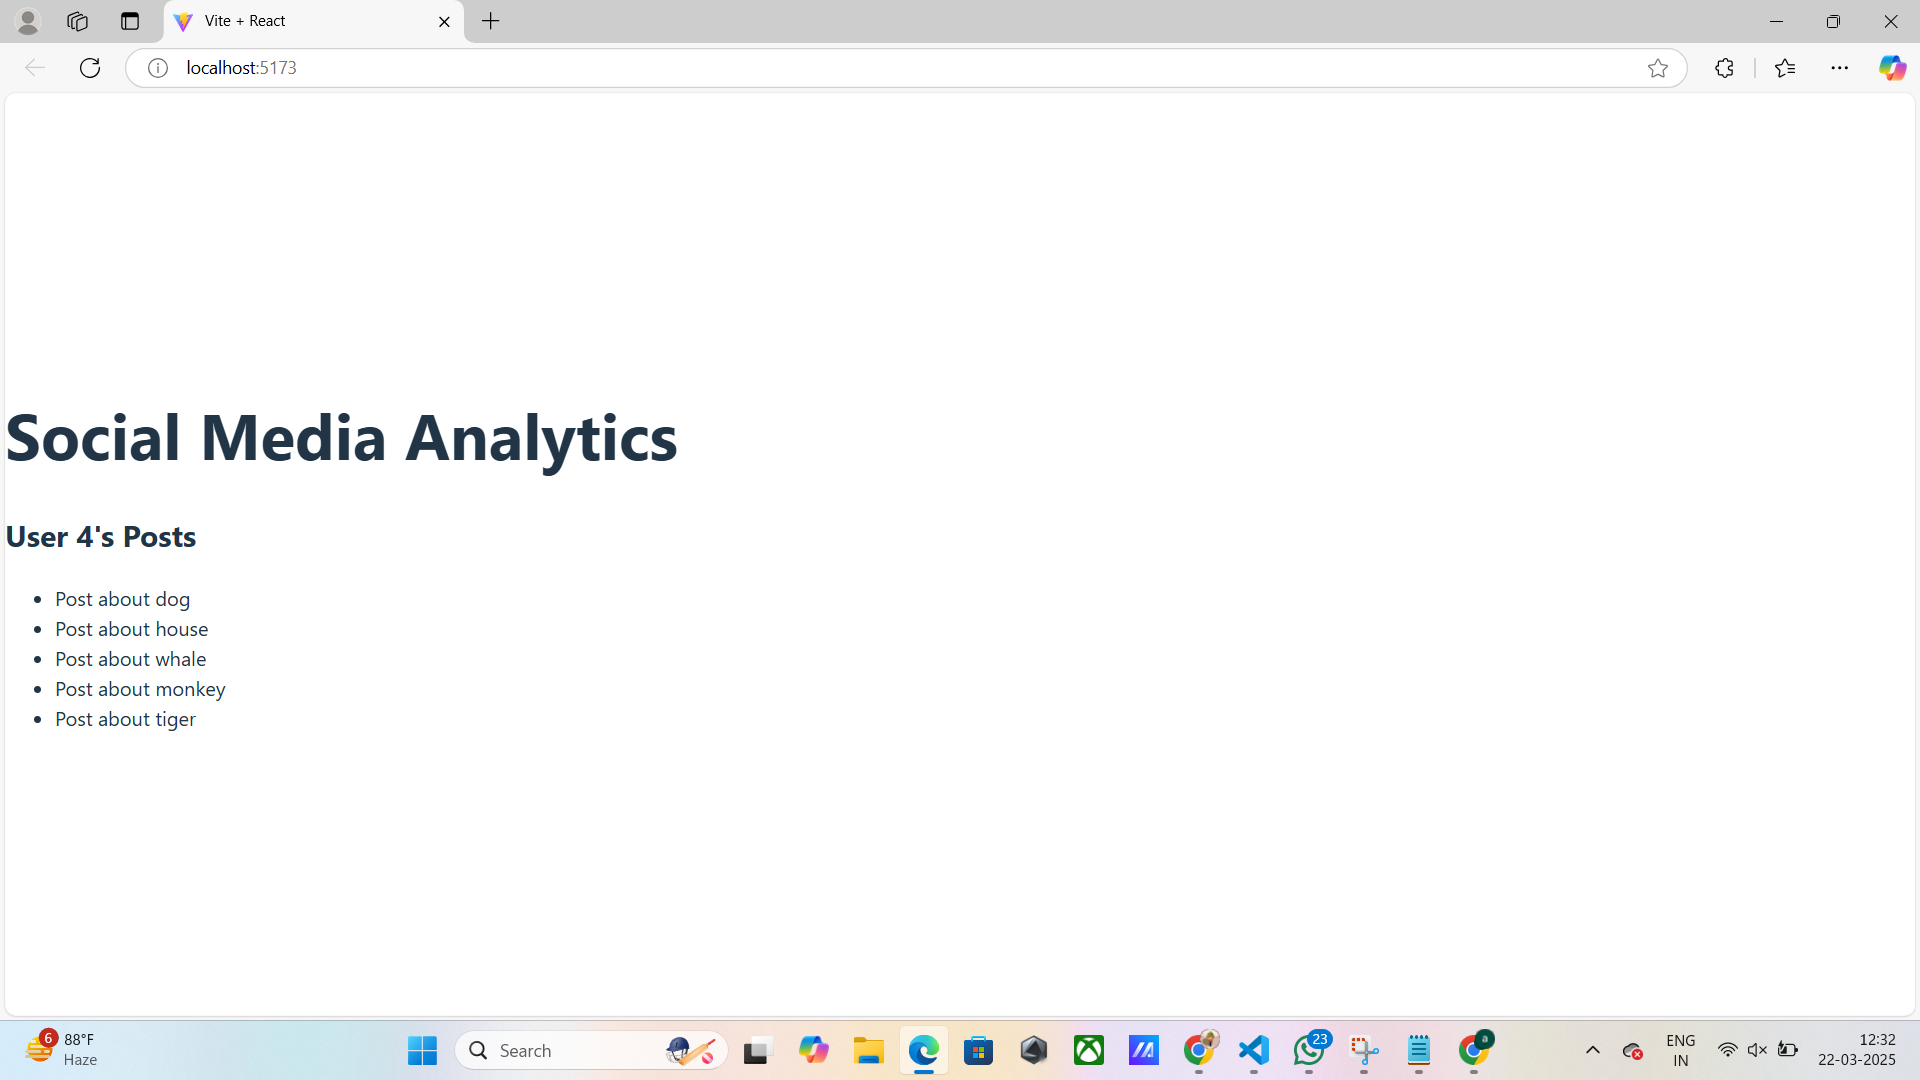 Vite + React
localhost:5173
Social Media Analytics
User 4's Posts
Post about dog
Post about house
Post about whale
Post about monkey
Post about tiger
6
88°F
Haze
Search
23
a
ENG
IN
12:32
22-03-2025